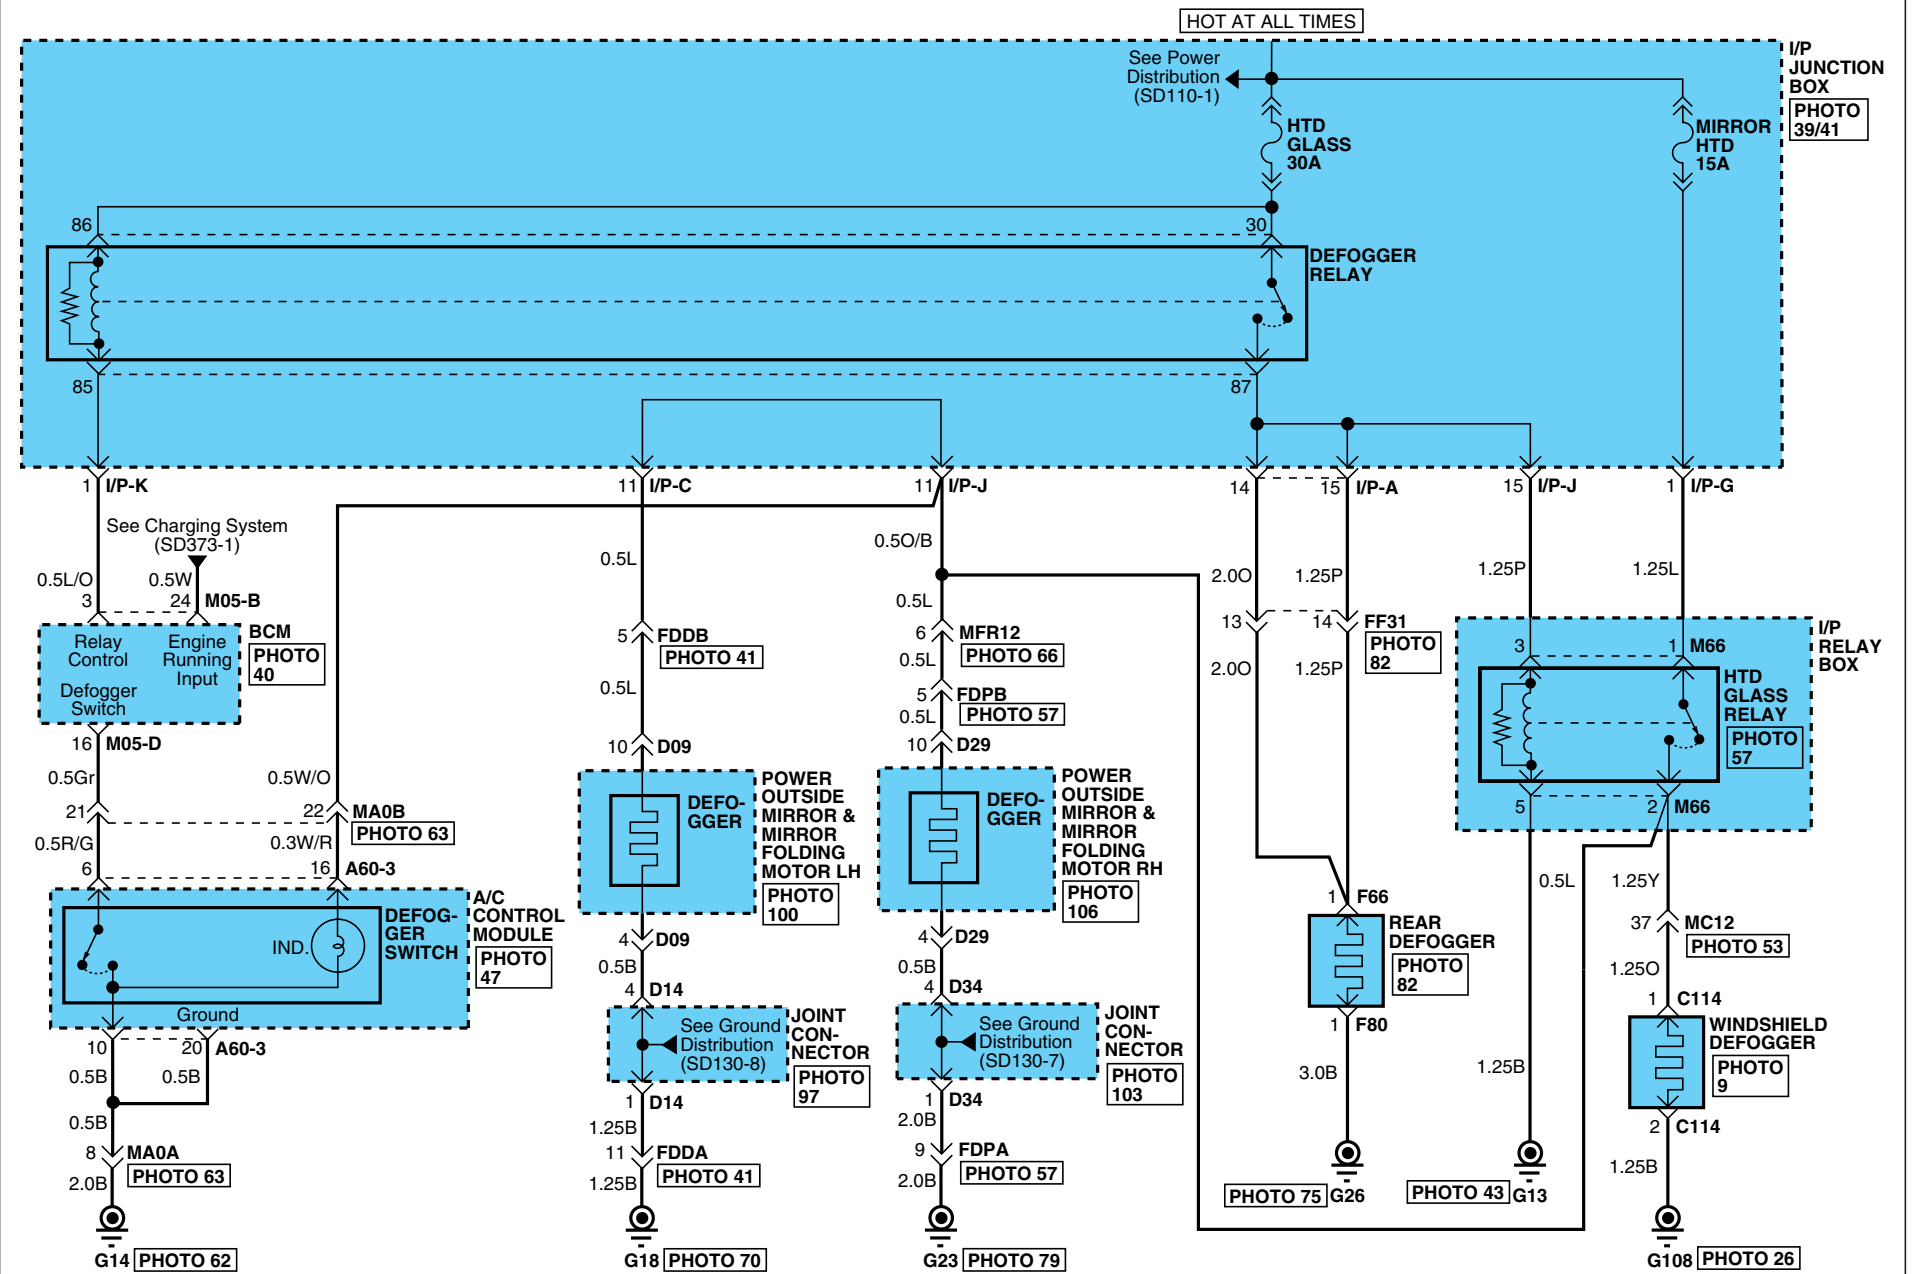 HOT AT ALL TIMES
See Power
Distribution
(SD110-1)
I/P
JUNCTION
BOX
PHOTO
39/41
HTD
GLASS
30A
MIRROR
HTD
15A
86
30
DEFOGGER
RELAY
85
87
1 I/P-K
11 I/P-C
11 I/P-J
14
15 I/P-A
15 I/P-J
1 I/P-G
See Charging System
(SD373-1)
0.5L/O
0.5W
3
24 M05-B
Relay
Control
Engine
Running
Input
Defogger
Switch
BCM
PHOTO
40
16 M05-D
0.5Gr
0.5W/O
21
22 MA0B
PHOTO 63
0.5R/G
0.3W/R
6
16 A60-3
IND.
DEFOG-
GER
SWITCH
Ground
A/C
CONTROL
MODULE
PHOTO
47
10
20 A60-3
0.5B
0.5B
0.5B
8 MA0A
PHOTO 63
2.0B
G14 PHOTO 62
0.5L
5 FDDB
PHOTO 41
0.5L
10 D09
DEFO-
GGER
POWER
OUTSIDE
MIRROR &
MIRROR
FOLDING
MOTOR LH
PHOTO
100
4 D09
0.5B
4 D14
See Ground
Distribution
(SD130-8)
JOINT
CON-
NECTOR
PHOTO
97
1 D14
1.25B
11 FDDA
PHOTO 41
1.25B
G18 PHOTO 70
0.5O/B
0.5L
6 MFR12
PHOTO 66
0.5L
5 FDPB
PHOTO 57
0.5L
10 D29
DEFO-
GGER
POWER
OUTSIDE
MIRROR &
MIRROR
FOLDING
MOTOR RH
PHOTO
106
4 D29
0.5B
4 D34
See Ground
Distribution
(SD130-7)
JOINT
CON-
NECTOR
PHOTO
103
1 D34
2.0B
9 FDPA
PHOTO 57
2.0B
G23 PHOTO 79
2.0O
1.25P
13
14 FF31
PHOTO
82
2.0O
1.25P
1 F66
REAR
DEFOGGER
PHOTO
82
1 F80
3.0B
PHOTO 75 G26
1.25P
1.25L
I/P
RELAY
BOX
3
1 M66
HTD
GLASS
RELAY
PHOTO
57
5
2 M66
0.5L
1.25Y
37 MC12
PHOTO 53
1.25O
1 C114
WINDSHIELD
DEFOGGER
PHOTO
9
2 C114
1.25B
1.25B
PHOTO 43 G13
G108 PHOTO 26